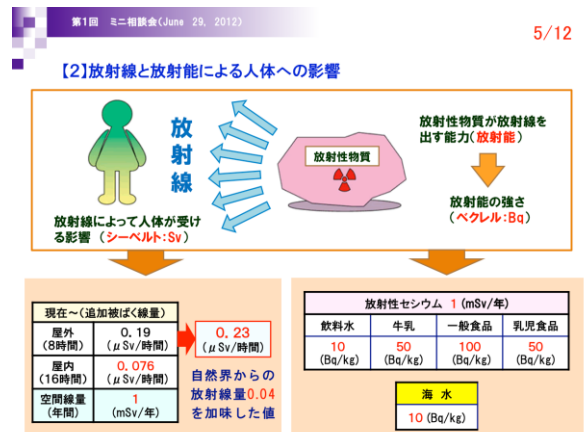 第1回 ミニ相談会(June 29, 2012)
5/12
【2】放射線と放射能による人体への影響
放射線
放射性物質
放射性物質が放射線を
出す能力(放射能)
放射能の強さ
(ベクレル:Bq)
放射線によって人体が受け
る影響 (シーベルト:Sv)
現在～(追加被ばく線量)
屋外
(8時間)
0.19
(μSv/時間)
屋内
(16時間)
0.076
(μSv/時間)
空間線量
(年間)
1
(mSv/年)
0.23
(μSv/時間)
自然界からの
放射線量0.04
を加味した値
放射性セシウム 1 (mSv/年)
飲料水 牛乳 一般食品 乳児食品
10 50 100 50
(Bq/kg) (Bq/kg) (Bq/kg) (Bq/kg)
海 水
10 (Bq/kg)